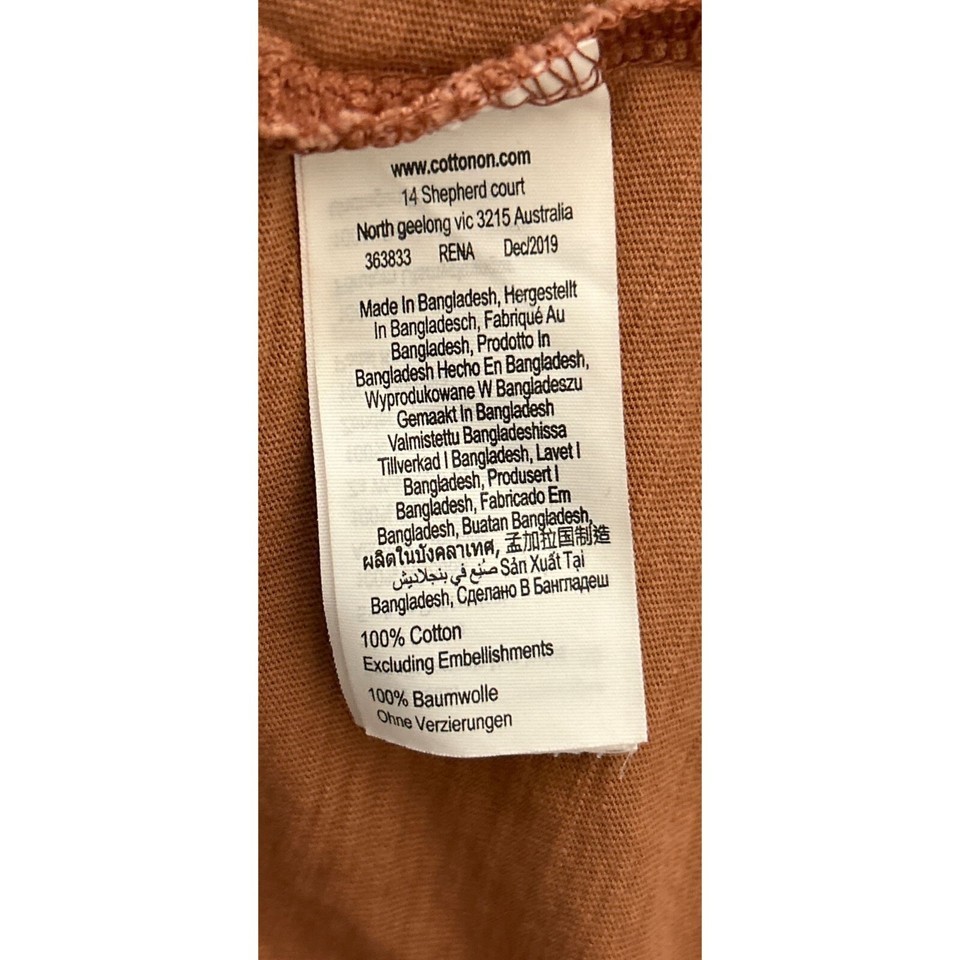 www.cottonon.com
14 Shepherd court
North geelong vic 3215 Australia
363833 RENA Dec/2019
Made In Bangladesh, Hergestellt
In Bangladesch, Fabriqué Au
Bangladesh, Prodotto In
Bangladesh Hecho En Bangladesh,
Wyprodukowane W Bangladeszu
Gemaakt In Bangladesh
Valmistettu Bangladeshissa
Tillverkad I Bangladesh, Lavet I
Bangladesh, Produsert I
Bangladesh, Fabricado Em
Bangladesh, Buatan Bangladesh,
ผลิตในบังคลาเทศ, 孟加拉国制造
صُنِع في بنجلاديش Sản Xuất Tại
Bangladesh, Сделано В Бангладеш
100% Cotton
Excluding Embellishments
100% Baumwolle
Ohne Verzierungen